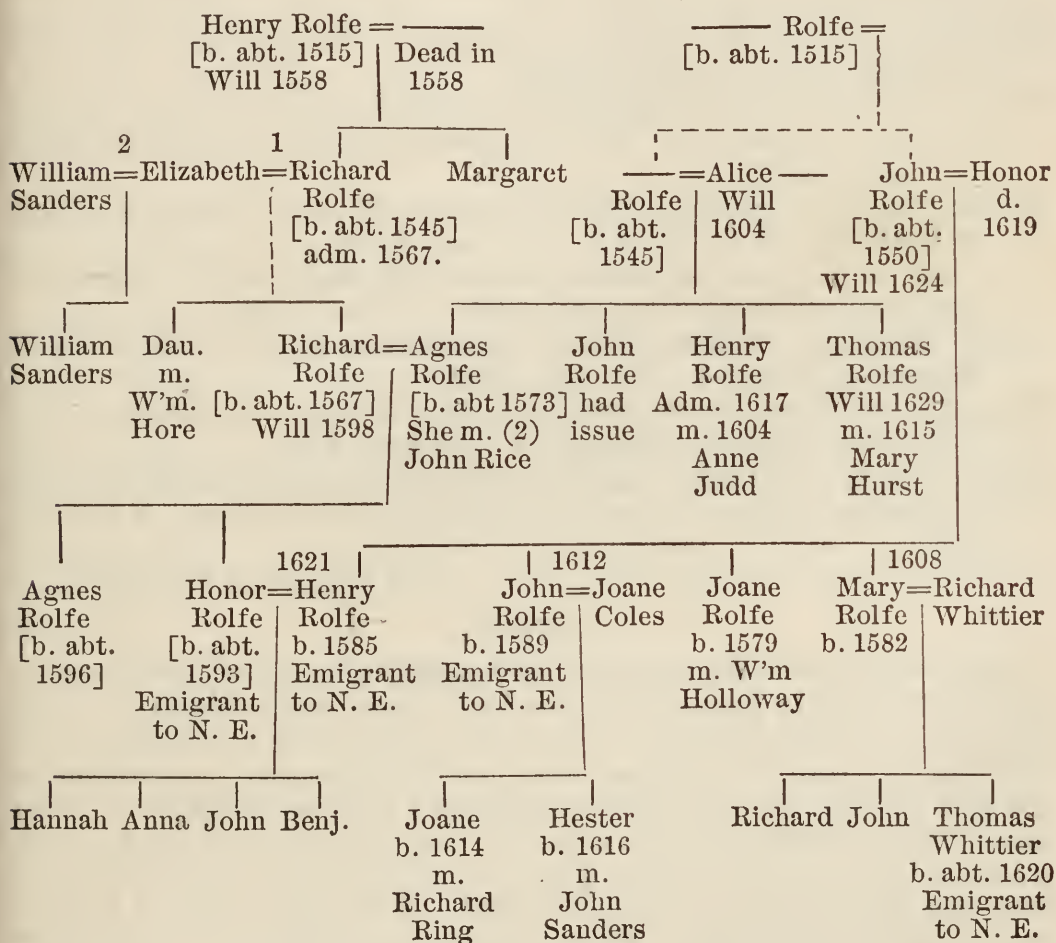 Henry Rolfe = —— —— Rolfe =
[b. abt. 1515] Dead in [b. abt. 1515]
Will 1558 1558
2 1
William=Elizabeth=Richard Margaret —— =Alice —— John=Honor
Sanders Rolfe Rolfe Will Rolfe d.
[b. abt. 1545] [b. abt. 1604 [b. abt. 1619
adm. 1567. 1545] 1550]
Will 1624
William Dau. Richard=Agnes John Henry Thomas
Sanders m. Rolfe Rolfe Rolfe Rolfe Rolfe
W'm. [b. abt. 1567] [b. abt 1573] had Adm. 1617 Will 1629
Hore Will 1598 She m. (2) issue m. 1604 m. 1615
John Rice Anne Mary
Judd Hurst
1621 1612 1608
Agnes Honor=Henry John=Joane Joane Mary=Richard
Rolfe Rolfe Rolfe Rolfe Coles Rolfe Rolfe Whittier
[b. abt. [b. abt. b. 1585 b. 1589 b. 1579 b. 1582
1596] 1593] Emigrant Emigrant m. W'm
Emigrant to N. E. to N. E. Holloway
to N. E.
Hannah Anna John Benj. Joane Hester Richard John Thomas
b. 1614 b. 1616 Whittier
m. m. b. abt. 1620
Richard John Emigrant
Ring Sanders to N. E.